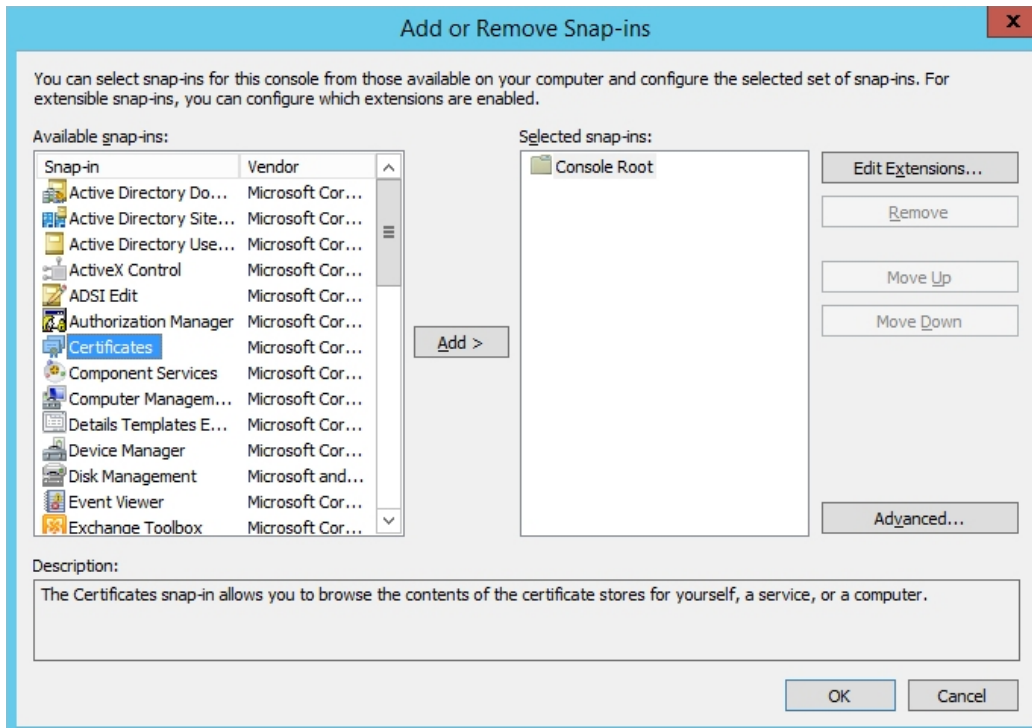 Add or Remove Snap-ins
x
You can select snap-ins for this console from those available on your computer and configure the selected set of snap-ins. For
extensible snap-ins, you can configure which extensions are enabled.
Available snap-ins:
Snap-in Vendor
Active Directory Do... Microsoft Cor...
Active Directory Site... Microsoft Cor...
Active Directory Use... Microsoft Cor...
ActiveX Control Microsoft Cor...
ADSI Edit Microsoft Cor...
Authorization Manager Microsoft Cor...
Certificates Microsoft Cor...
Component Services Microsoft Cor...
Computer Managem... Microsoft Cor...
Details Templates E... Microsoft Cor...
Device Manager Microsoft Cor...
Disk Management Microsoft and...
Event Viewer Microsoft Cor...
Exchange Toolbox Microsoft Cor...
Add >
Selected snap-ins:
Console Root
Edit Extensions...
Remove
Move Up
Move Down
Advanced...
Description:
The Certificates snap-in allows you to browse the contents of the certificate stores for yourself, a service, or a computer.
OK Cancel